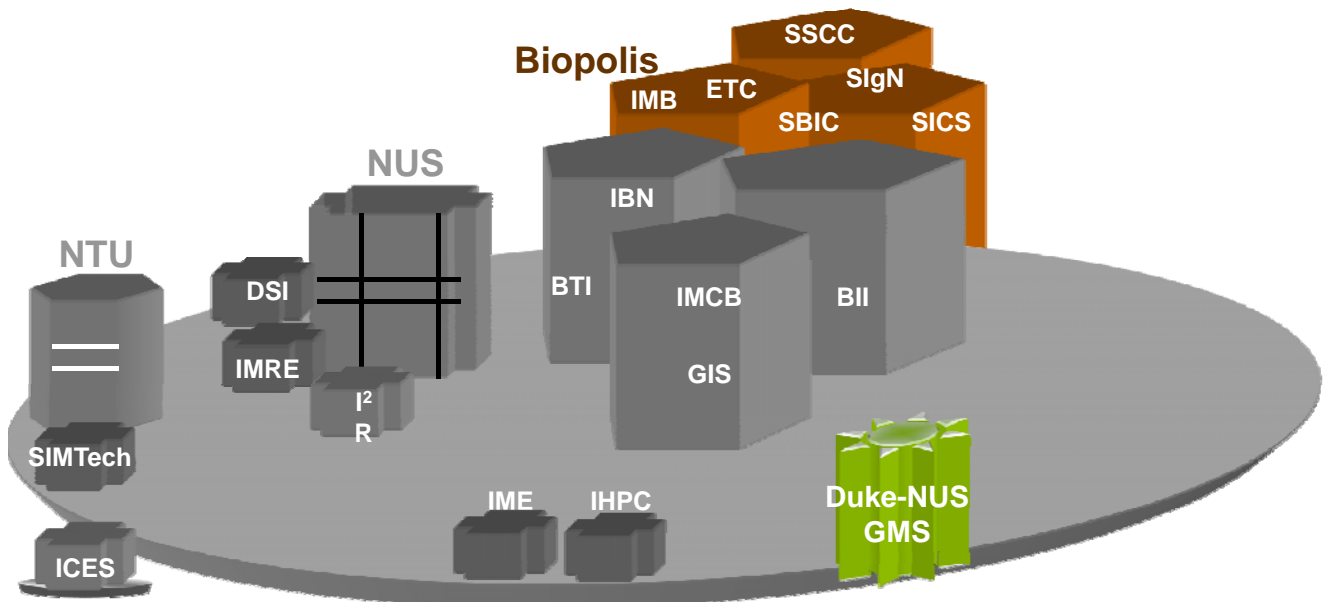 SSCC
Biopolis
SIgN
ETC
IMB
SBIC
SICS
NUS
IBN
NTU
BTI
DSI
IMCB
BII
IMRE
GIS
I²
R
SIMTech
IME
IHPC
Duke-NUS
GMS
ICES